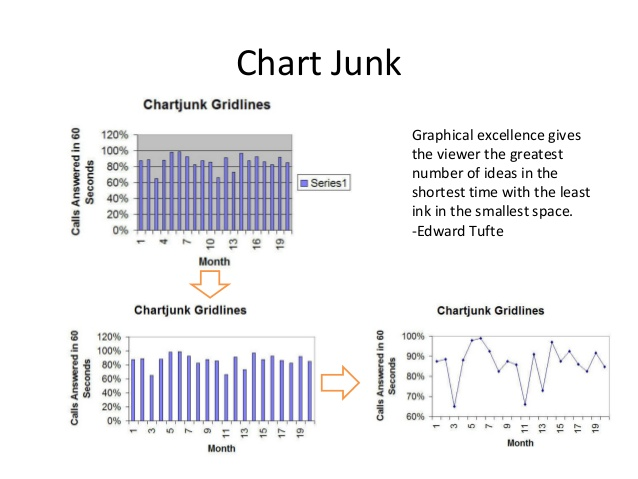 Chart Junk
Chartjunk Gridlines
Calls Answered in 60
Seconds
120%
100%
80%
60%
40%
20%
0%
1
4
7
10
13
16
19
Month
Series1
Graphical excellence gives
the viewer the greatest
number of ideas in the
shortest time with the least
ink in the smallest space.
-Edward Tufte
Chartjunk Gridlines
Calls Answered in 60
Seconds
120%
100%
80%
60%
40%
20%
0%
1
3
5
7
9
11
13
15
17
19
Month
Chartjunk Gridlines
Calls Answered in 60
Seconds
100%
90%
80%
70%
60%
1
3
5
7
9
11
13
15
17
19
Month